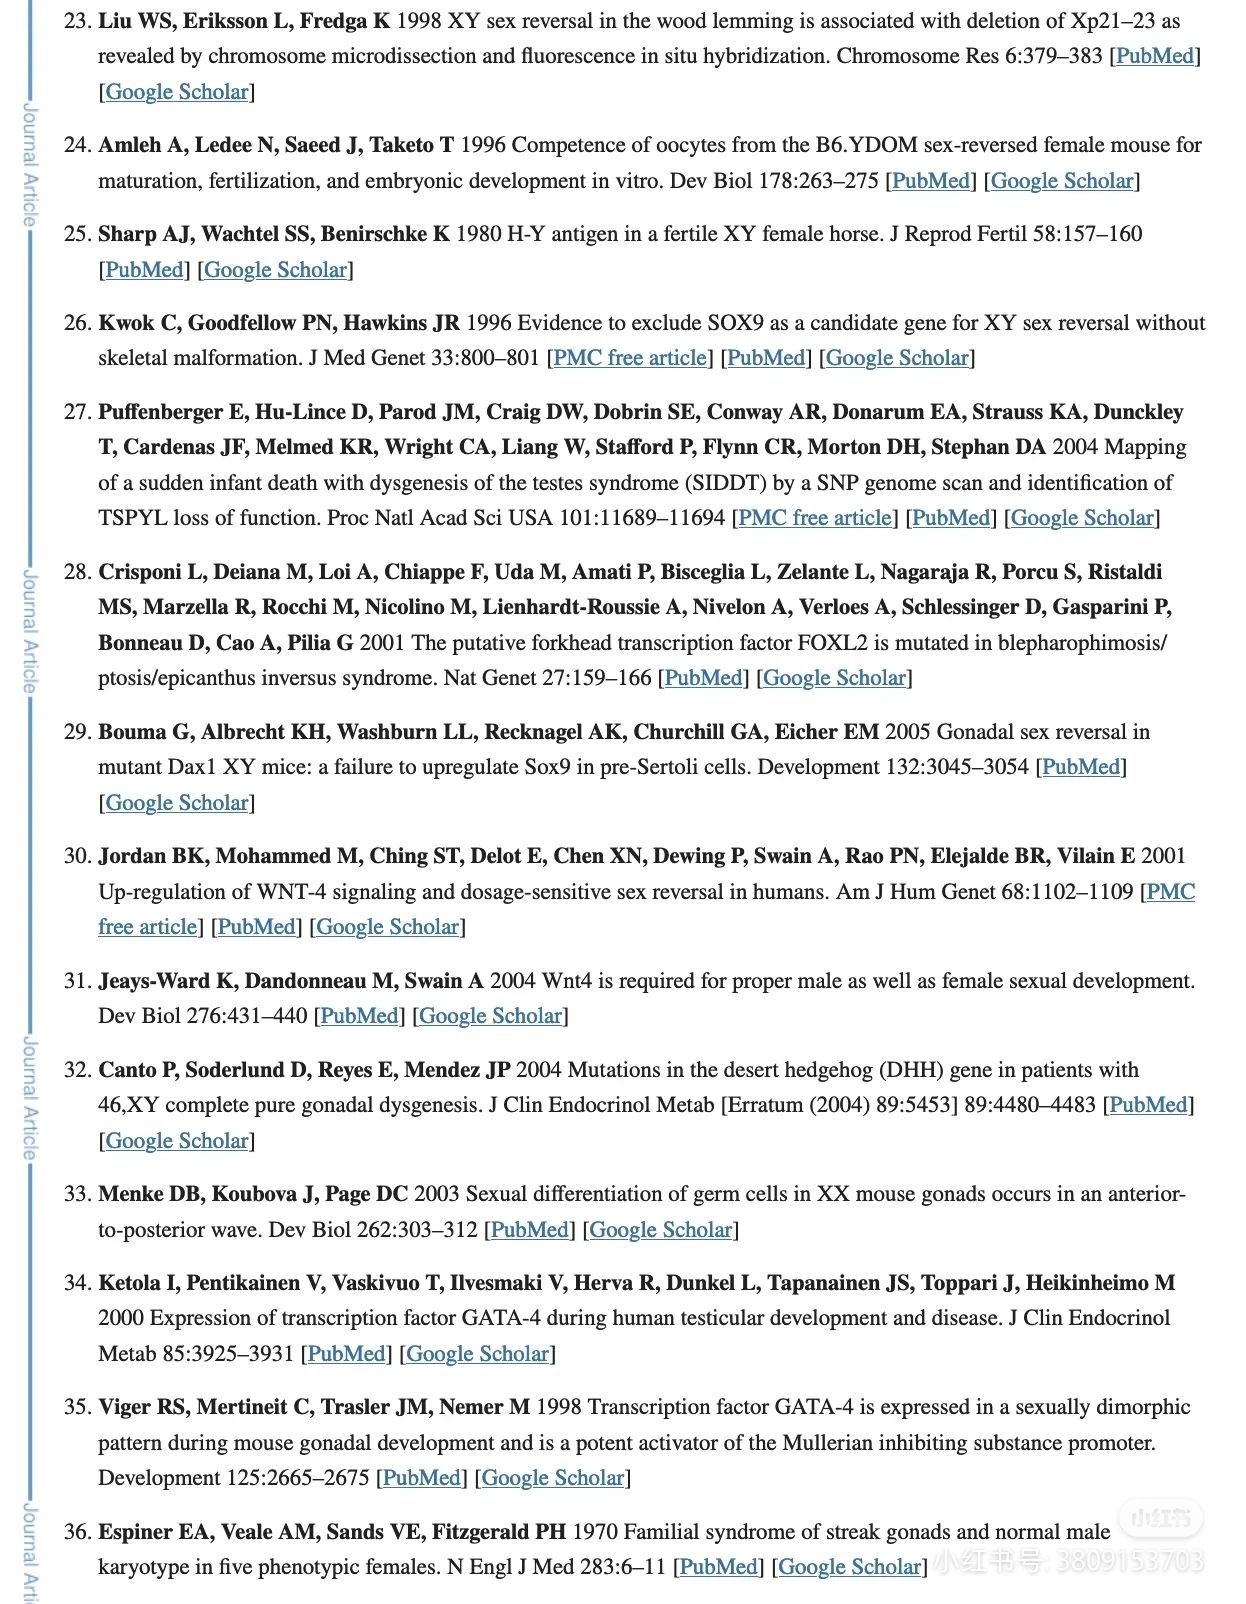 23. Liu WS, Eriksson L, Fredga K 1998 XY sex reversal in the wood lemming is associated with deletion of Xp21–23 as
revealed by chromosome microdissection and fluorescence in situ hybridization. Chromosome Res 6:379–383 [PubMed]
[Google Scholar]
24. Amleh A, Ledee N, Saeed J, Taketo T 1996 Competence of oocytes from the B6.YDOM sex-reversed female mouse for
maturation, fertilization, and embryonic development in vitro. Dev Biol 178:263–275 [PubMed] [Google Scholar]
25. Sharp AJ, Wachtel SS, Benirschke K 1980 H-Y antigen in a fertile XY female horse. J Reprod Fertil 58:157–160
[PubMed] [Google Scholar]
26. Kwok C, Goodfellow PN, Hawkins JR 1996 Evidence to exclude SOX9 as a candidate gene for XY sex reversal without
skeletal malformation. J Med Genet 33:800–801 [PMC free article] [PubMed] [Google Scholar]
27. Puffenberger E, Hu-Lince D, Parod JM, Craig DW, Dobrin SE, Conway AR, Donarum EA, Strauss KA, Dunckley
T, Cardenas JF, Melmed KR, Wright CA, Liang W, Stafford P, Flynn CR, Morton DH, Stephan DA 2004 Mapping
of a sudden infant death with dysgenesis of the testes syndrome (SIDDT) by a SNP genome scan and identification of
TSPYL loss of function. Proc Natl Acad Sci USA 101:11689–11694 [PMC free article] [PubMed] [Google Scholar]
28. Crisponi L, Deiana M, Loi A, Chiappe F, Uda M, Amati P, Bisceglia L, Zelante L, Nagaraja R, Porcu S, Ristaldi
MS, Marzella R, Rocchi M, Nicolino M, Lienhardt-Roussie A, Nivelon A, Verloes A, Schlessinger D, Gasparini P,
Bonneau D, Cao A, Pilia G 2001 The putative forkhead transcription factor FOXL2 is mutated in blepharophimosis/
ptosis/epicanthus inversus syndrome. Nat Genet 27:159–166 [PubMed] [Google Scholar]
29. Bouma G, Albrecht KH, Washburn LL, Recknagel AK, Churchill GA, Eicher EM 2005 Gonadal sex reversal in
mutant Dax1 XY mice: a failure to upregulate Sox9 in pre-Sertoli cells. Development 132:3045–3054 [PubMed]
[Google Scholar]
30. Jordan BK, Mohammed M, Ching ST, Delot E, Chen XN, Dewing P, Swain A, Rao PN, Elejalde BR, Vilain E 2001
Up-regulation of WNT-4 signaling and dosage-sensitive sex reversal in humans. Am J Hum Genet 68:1102–1109 [PMC
free article] [PubMed] [Google Scholar]
31. Jeays-Ward K, Dandonneau M, Swain A 2004 Wnt4 is required for proper male as well as female sexual development.
Dev Biol 276:431–440 [PubMed] [Google Scholar]
32. Canto P, Soderlund D, Reyes E, Mendez JP 2004 Mutations in the desert hedgehog (DHH) gene in patients with
46,XY complete pure gonadal dysgenesis. J Clin Endocrinol Metab [Erratum (2004) 89:5453] 89:4480–4483 [PubMed]
[Google Scholar]
33. Menke DB, Koubova J, Page DC 2003 Sexual differentiation of germ cells in XX mouse gonads occurs in an anterior-
to-posterior wave. Dev Biol 262:303–312 [PubMed] [Google Scholar]
34. Ketola I, Pentikainen V, Vaskivuo T, Ilvesmaki V, Herva R, Dunkel L, Tapanainen JS, Toppari J, Heikinheimo M
2000 Expression of transcription factor GATA-4 during human testicular development and disease. J Clin Endocrinol
Metab 85:3925–3931 [PubMed] [Google Scholar]
35. Viger RS, Mertineit C, Trasler JM, Nemer M 1998 Transcription factor GATA-4 is expressed in a sexually dimorphic
pattern during mouse gonadal development and is a potent activator of the Mullerian inhibiting substance promoter.
Development 125:2665–2675 [PubMed] [Google Scholar]
36. Espiner EA, Veale AM, Sands VE, Fitzgerald PH 1970 Familial syndrome of streak gonads and normal male
karyotype in five phenotypic females. N Engl J Med 283:6–11 [PubMed] [Google Scholar]
Journal Article
Journal Article
Journal Article
Journal Arti
小红书
小红书号: 3809153703